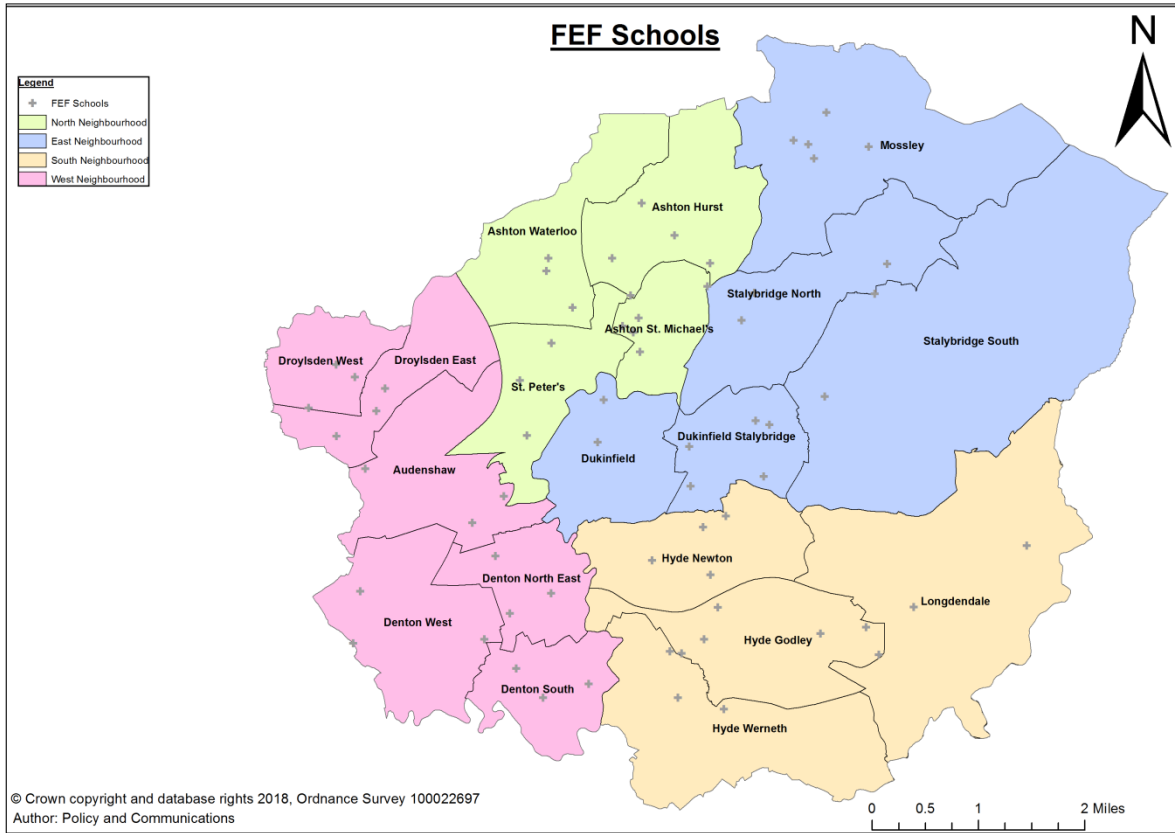 FEF Schools
N
Legend
FEF Schools
North Neighbourhood
East Neighbourhood
South Neighbourhood
West Neighbourhood
Mossley
Ashton Hurst
Ashton Waterloo
Stalybridge North
Ashton St. Michael's
Stalybridge South
Droylsden West
Droylsden East
St. Peter's
Dukinfield Stalybridge
Dukinfield
Audenshaw
Hyde Newton
Denton North East
Longdendale
Denton West
Hyde Godley
Denton South
Hyde Werneth
© Crown copyright and database rights 2018, Ordnance Survey 100022697
Author: Policy and Communications
0 0.5 1 2 Miles